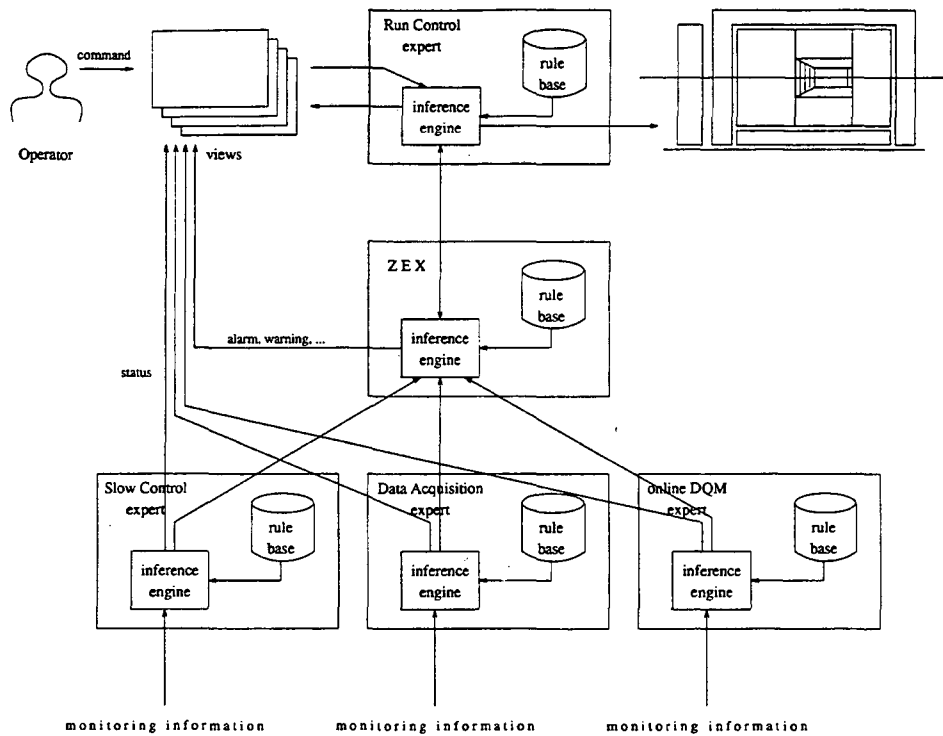 command
Operator
views
Run Control
expert
rule
base
inference
engine
Z E X
rule
base
inference
engine
alarm, warning, ...
status
Slow Control
expert
rule
base
inference
engine
Data Acquisition
expert
rule
base
inference
engine
online DQM
expert
rule
base
inference
engine
monitoring information
monitoring information
monitoring information